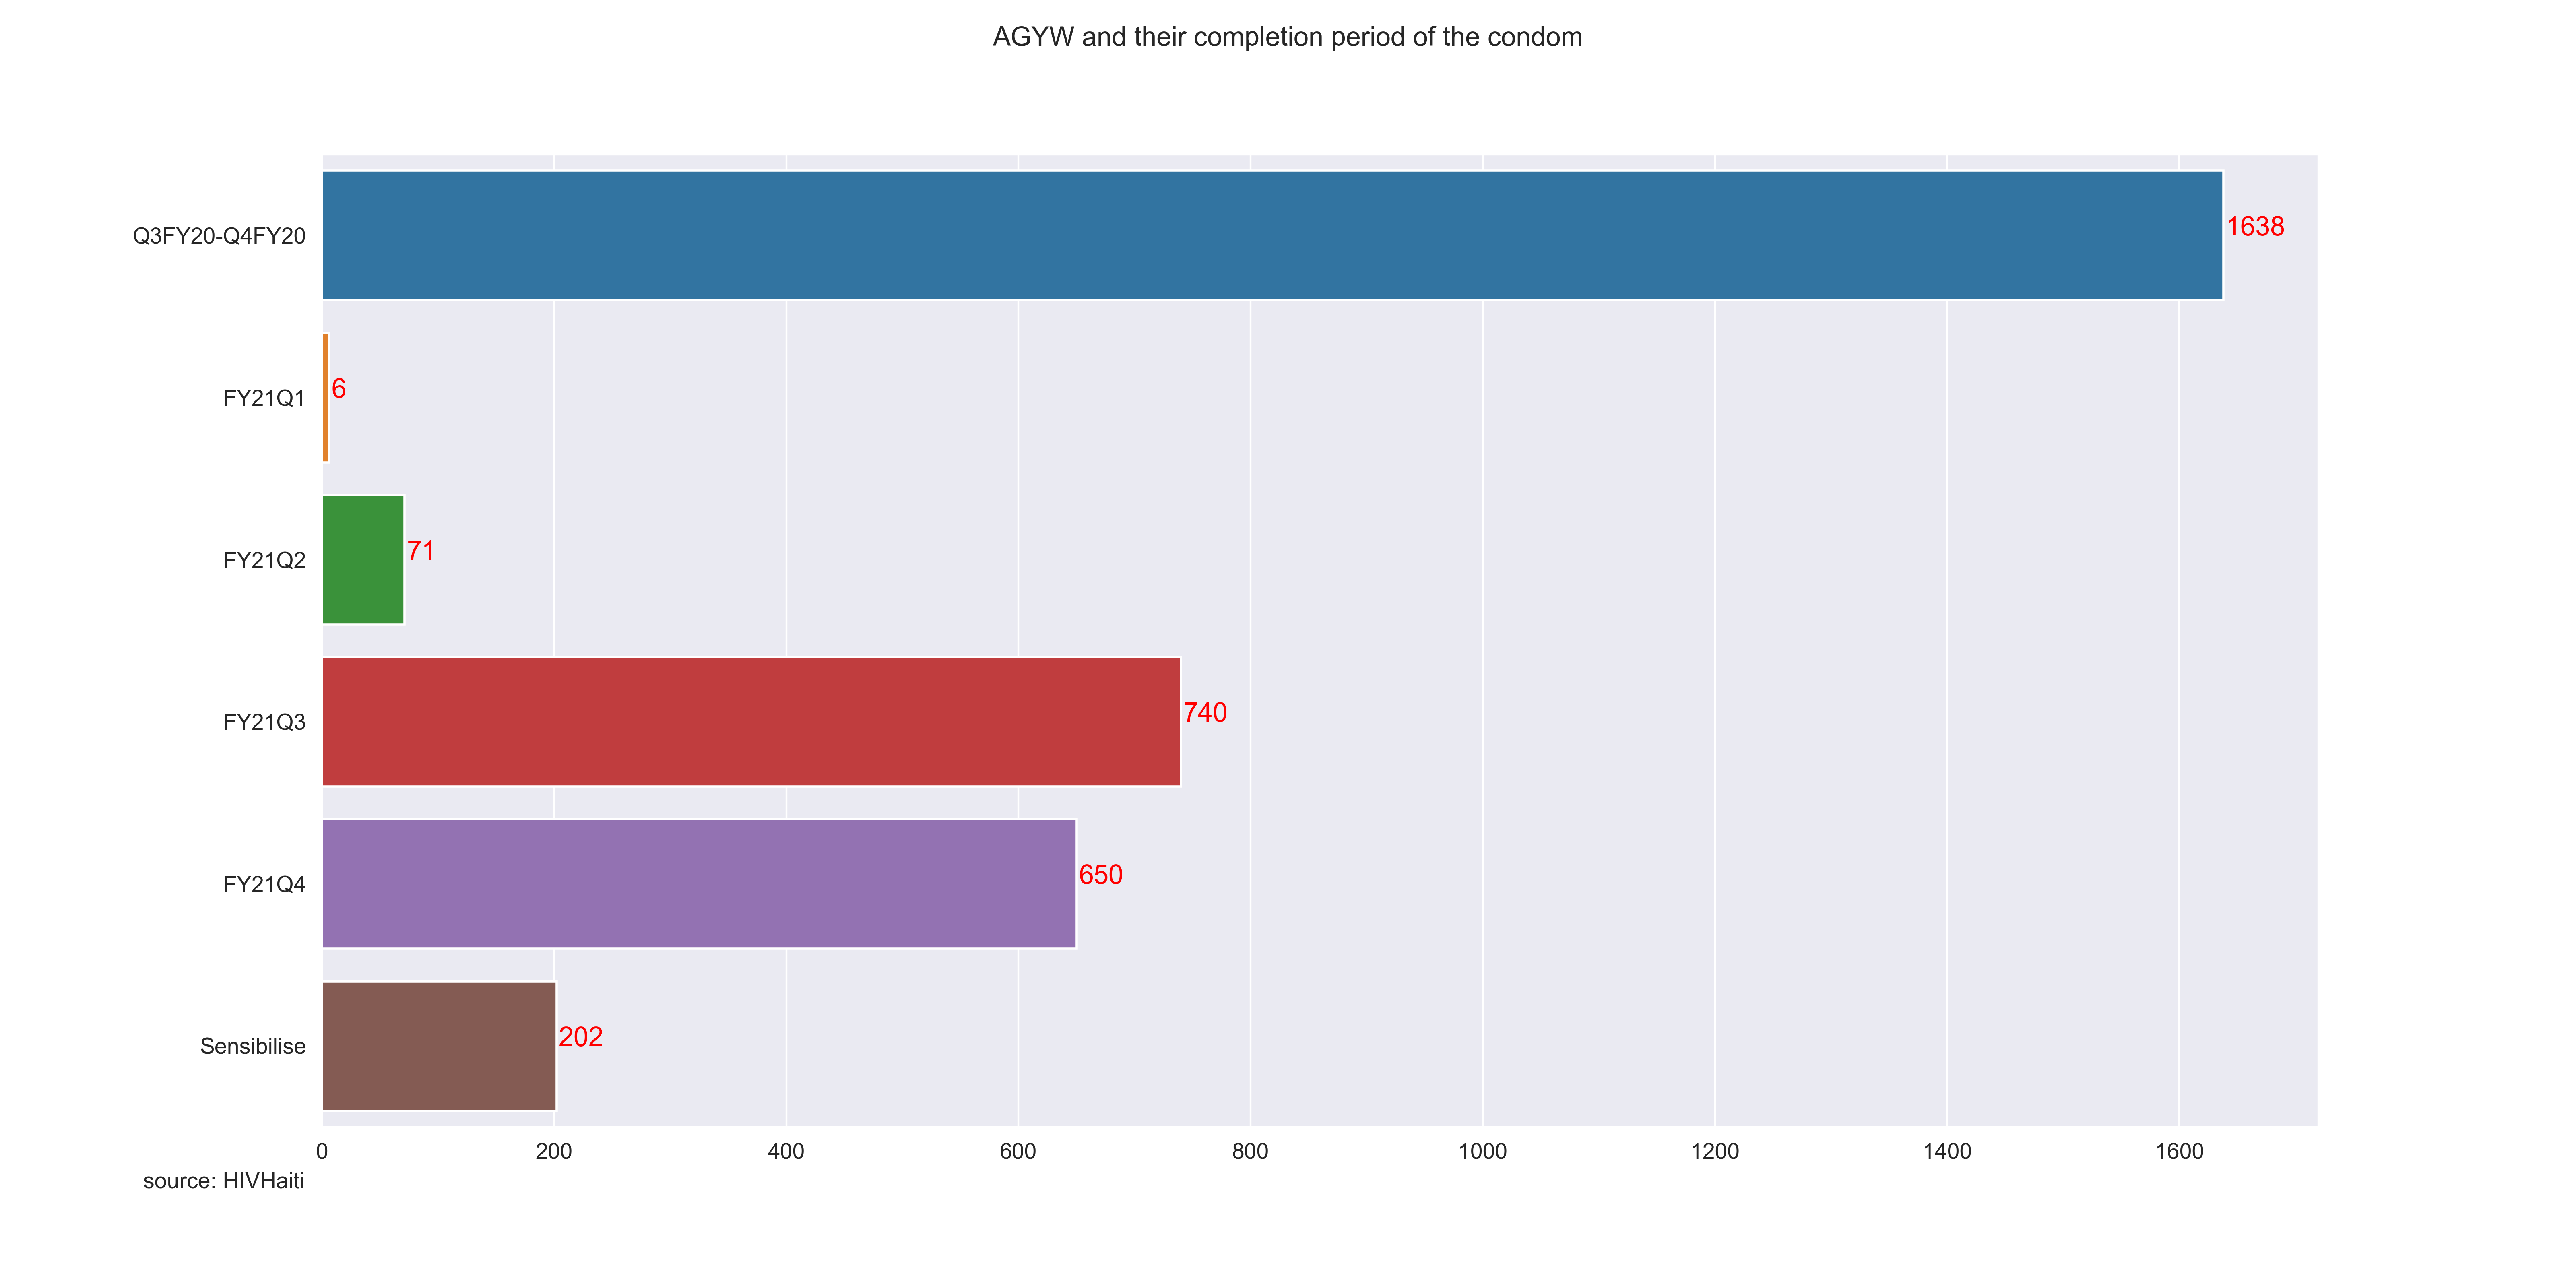 AGYW and their completion period of the condom
Q3FY20-Q4FY20
1638
FY21Q1
6
FY21Q2
71
FY21Q3
740
FY21Q4
650
Sensibilise
202
0 200 400 600 800 1000 1200 1400 1600
source: HIVHaiti